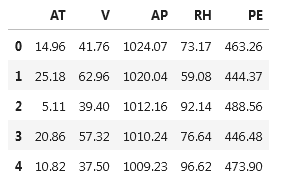 AT V AP RH PE
0 14.96 41.76 1024.07 73.17 463.26
1 25.18 62.96 1020.04 59.08 444.37
2 5.11 39.40 1012.16 92.14 488.56
3 20.86 57.32 1010.24 76.64 446.48
4 10.82 37.50 1009.23 96.62 473.90